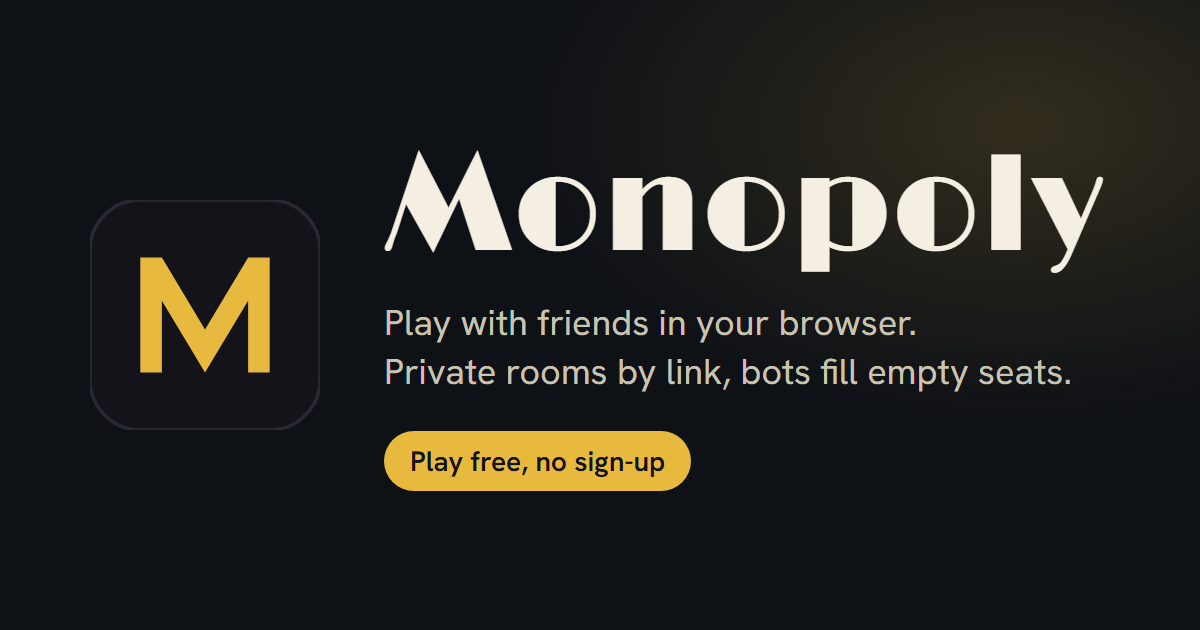 M
Monopoly
Play with friends in your browser.
Private rooms by link, bots fill empty seats.
Play free, no sign-up